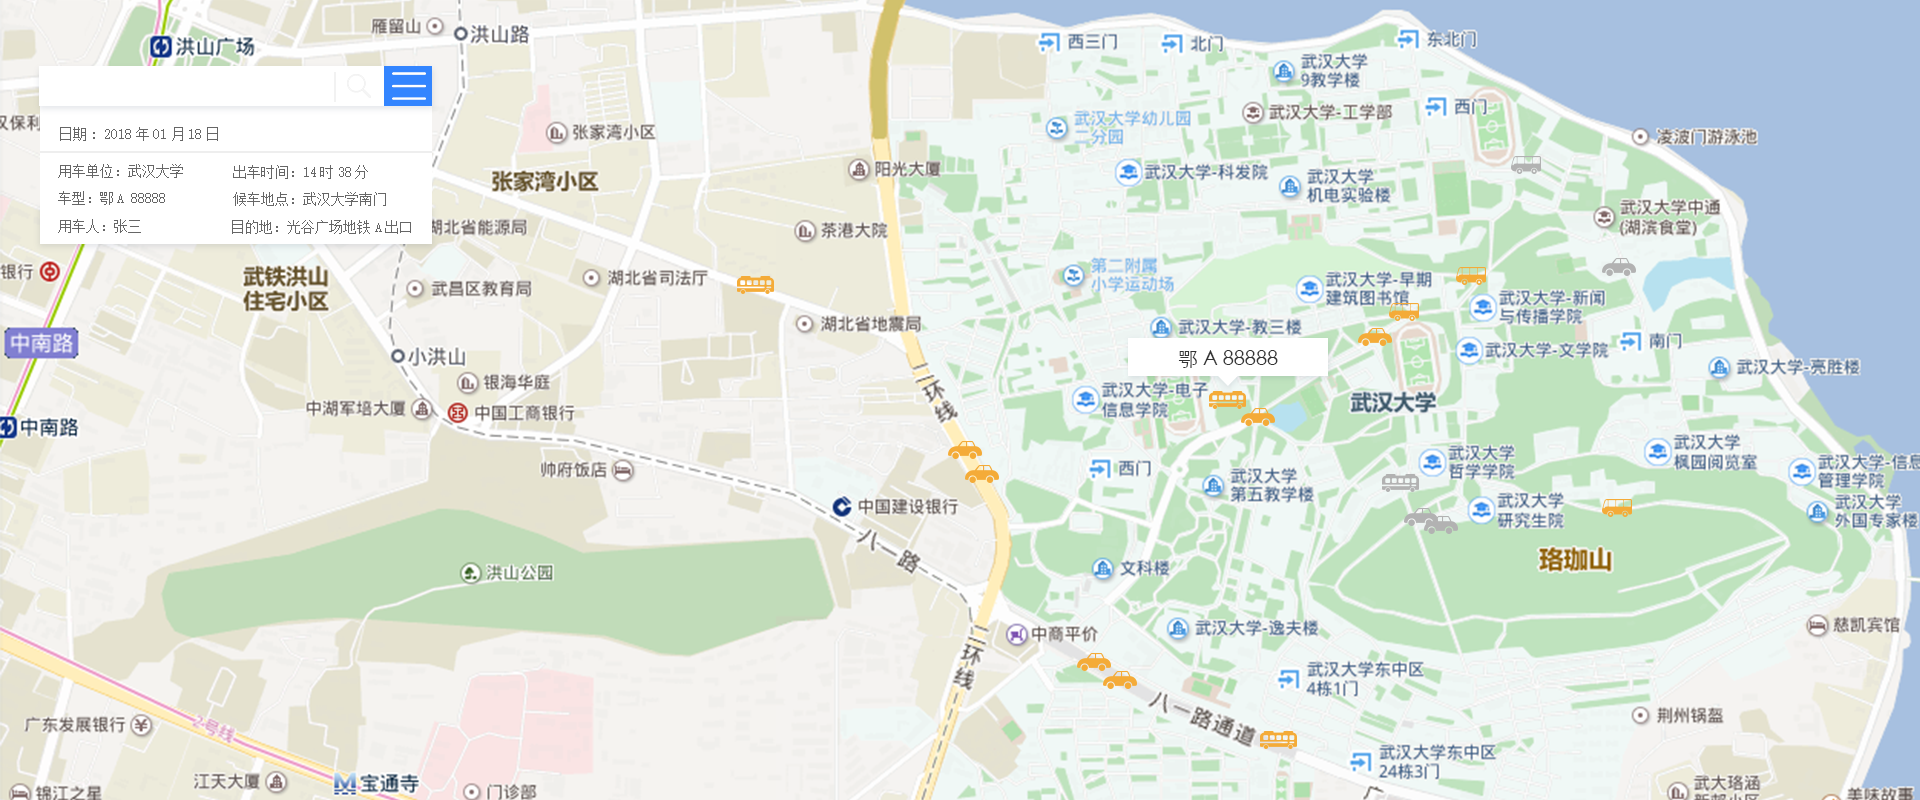 雁留山
洪山路
洪山广场
汉保利
日期：2018 年 01 月 18 日
用车单位：武汉大学
出车时间：14 时 38 分
车型：鄂 A 88888
候车地点：武汉大学南门
用车人：张三
目的地：光谷广场地铁 A 出口
张家湾小区
张家湾小区
阳光大厦
茶港大院
湖北省能源局
湖北省司法厅
武昌区教育局
湖北省地震局
银行
武铁洪山
住宅小区
中南路
小洪山
银海华庭
中湖军培大厦
中国工商银行
中南路
帅府饭店
中国建设银行
八一路
洪山公园
二环线
二环线
中商平价
广东发展银行
2号线
江天大厦
宝通寺
锦江之星
门诊部
西三门
北门
东北门
武汉大学
9教学楼
西门
武汉大学幼儿园
二分园
武汉大学-工学部
凌波门游泳池
武汉大学-科发院
武汉大学
机电实验楼
武汉大学中通
(湖滨食堂)
第二附属
小学运动场
武汉大学-早期
建筑图书馆
武汉大学-新闻
与传播学院
武汉大学-教三楼
南门
武汉大学-文学院
武汉大学-亮胜楼
鄂 A 88888
武汉大学-电子
信息学院
武汉大学
西门
武汉大学
第五教学楼
武汉大学
哲学学院
武汉大学
枫园阅览室
武汉大学-信息
管理学院
武汉大学
研究生院
武汉大学
外国专家楼
珞珈山
文科楼
武汉大学-逸夫楼
慈凯宾馆
武汉大学东中区
4栋1门
八一路通道
荆州锅盔
武汉大学东中区
24栋3门
广
武大珞涵
美味故事